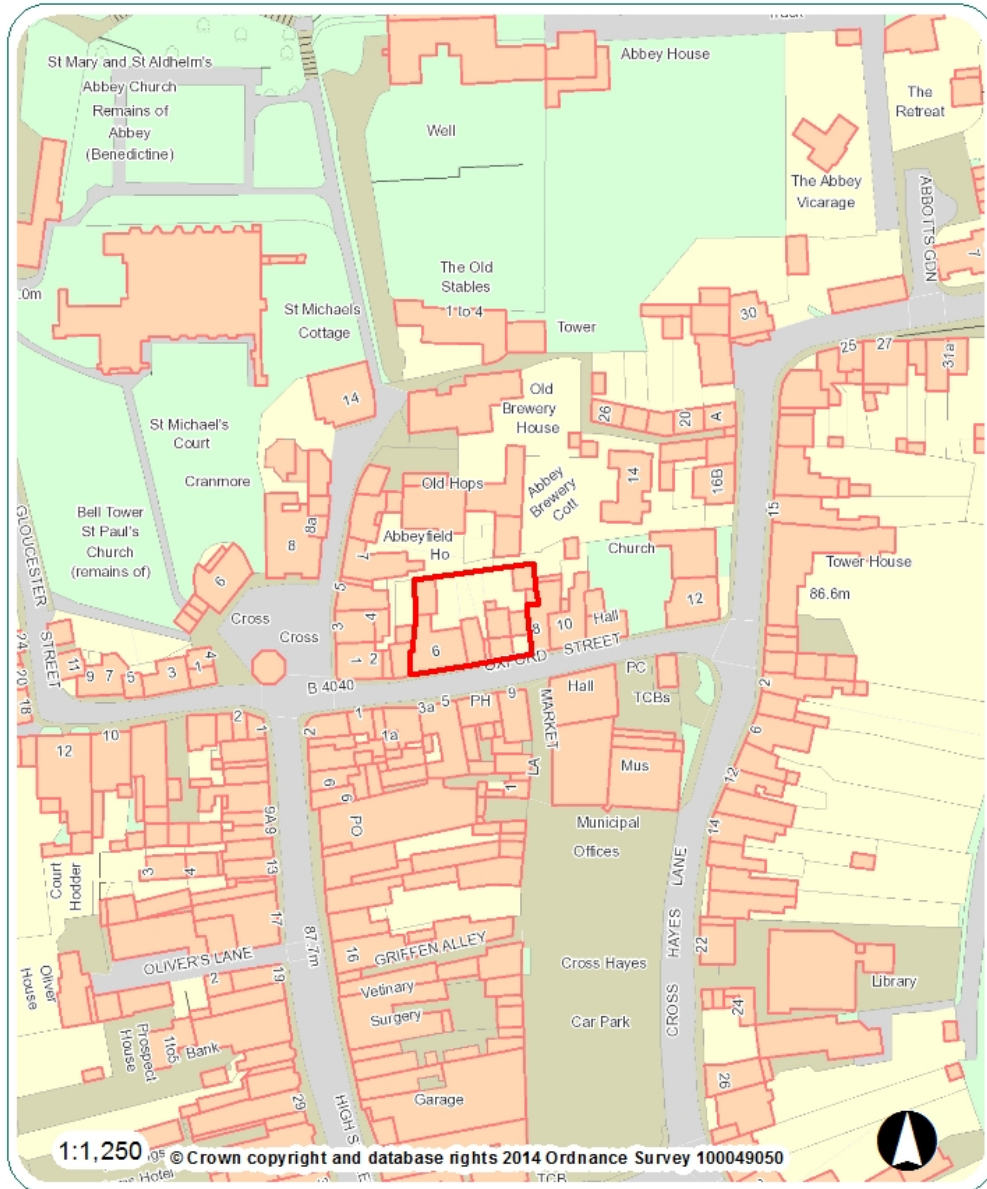 Track
St Mary and St Aldhelm's
Abbey Church
Remains of
Abbey
(Benedictine)
Abbey House
The
Retreat
Well
The Abbey
Vicarage
ABBOTTS GDN
7
.0m
The Old
Stables
1 to 4
St Michaels
Cottage
Tower
30
25
27
31a
14
Old
Brewery
House
26
20
A
St Michael's
Court
Cranmore
Old Hops
Abbey
Brewery
Cott
14
16B
15
Bell Tower
St Paul's
Church
(remains of)
8
8a
Abbeyfield
Ho
7
Church
Tower House
86.6m
GLOUCESTER
STREET
6
5
Cross
Cross
3
4
1
2
6
8
10
Hall
12
OXFORD STREET
24
20
18
11
9
7
5
3
1
4
B 4040
PC
TCBs
2
12
10
2
1
2
1
3a
5
PH
9
1a
MARKET
LA
Hall
Mus
6
12
9
9
PO
1
9A
9
13
Municipal
Offices
14
3
4
Court
Hodder
17
CROSS HAYES LANE
22
OLIVER'S LANE
2
19
87.7m
16
GRIFFEN ALLEY
Cross Hayes
Car Park
Library
Oliver
House
Vetinary
Surgery
24
Prospect
House
1to5
Bank
29
26
Garage
HIGH S
1:1,250
© Crown copyright and database rights 2014 Ordnance Survey 100049050
gs
Hotel
TCB